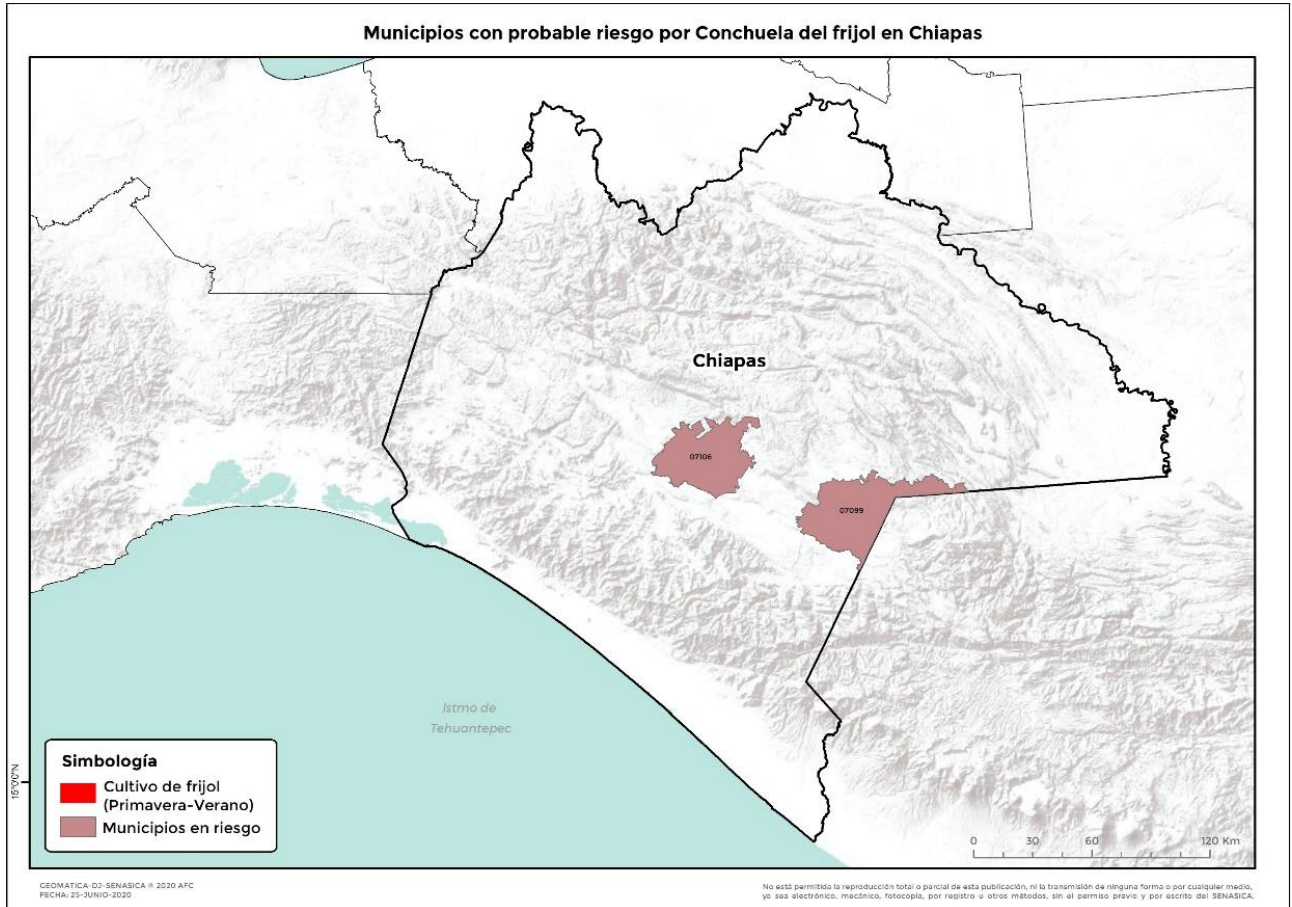 Municipios con probable riesgo por Conchuela del frijol en Chiapas
Chiapas
07106
07099
Istmo de
Tehuantepec
15°0'0"N
Simbología
Cultivo de frijol
(Primavera-Verano)
Municipios en riesgo
0 30 60 120 Km
GEOMATICA-DJ-SENASICA ® 2020 AFC
FECHA: 25-JUNIO-2020
No está permitida la reproducción total o parcial de esta publicación, ni la transmisión de ninguna forma o por cualquier medio,
ya sea electrónico, mecánico, fotocopia, por registro u otros métodos, sin el permiso previo y por escrito del SENASICA.